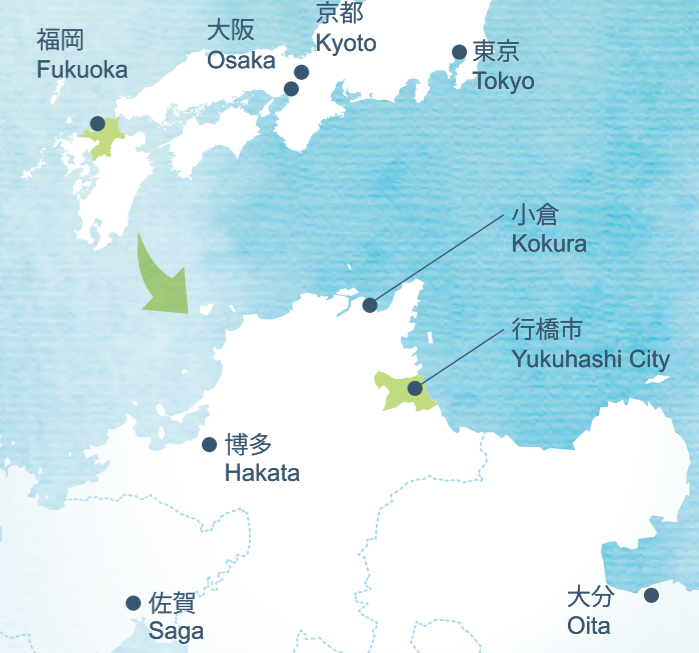 京都
Kyoto
大阪
Osaka
福岡
Fukuoka
東京
Tokyo
小倉
Kokura
行橋市
Yukuhashi City
博多
Hakata
佐賀
Saga
大分
Oita